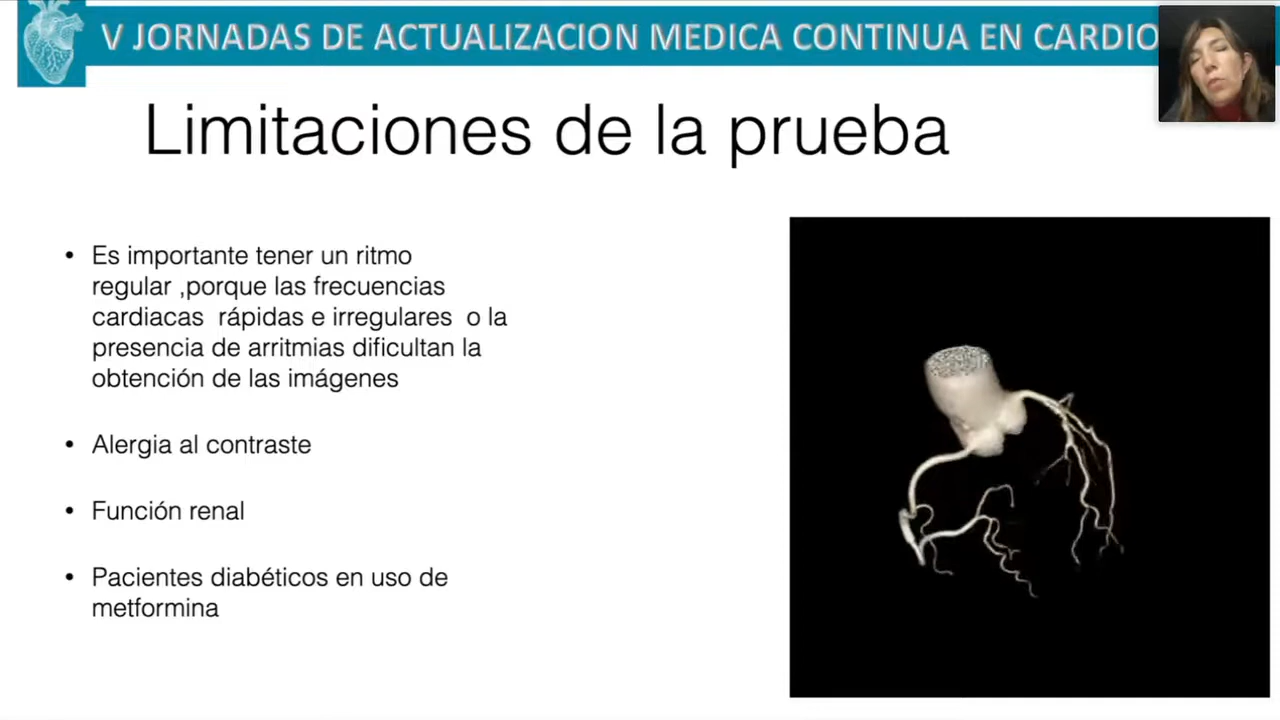 V JORNADAS DE ACTUALIZACION MEDICA CONTINUA EN CARDIO
Limitaciones de la prueba
• Es importante tener un ritmo
regular ,porque las frecuencias
cardiacas rápidas e irregulares o la
presencia de arritmias dificultan la
obtención de las imágenes
• Alergia al contraste
• Función renal
• Pacientes diabéticos en uso de
metformina